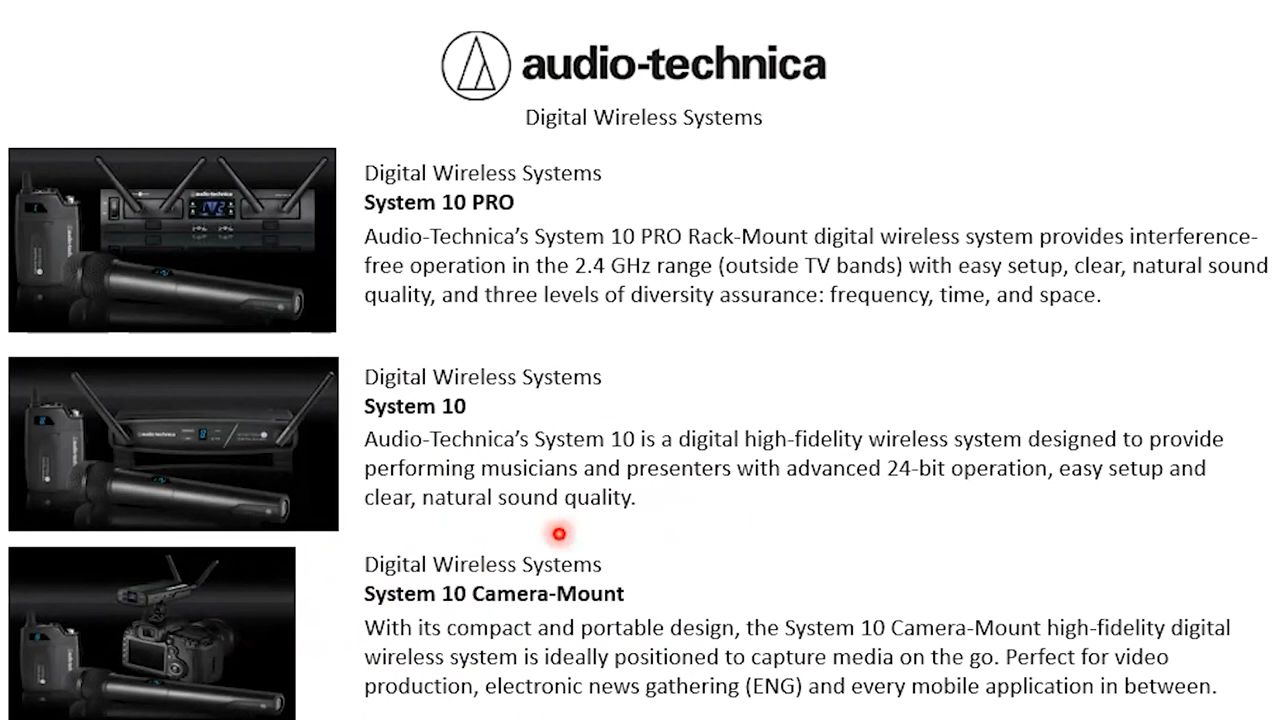 audio-technica
Digital Wireless Systems
Digital Wireless Systems
System 10 PRO
Audio-Technica’s System 10 PRO Rack-Mount digital wireless system provides interference-
free operation in the 2.4 GHz range (outside TV bands) with easy setup, clear, natural sound
quality, and three levels of diversity assurance: frequency, time, and space.
Digital Wireless Systems
System 10
Audio-Technica’s System 10 is a digital high-fidelity wireless system designed to provide
performing musicians and presenters with advanced 24-bit operation, easy setup and
clear, natural sound quality.
Digital Wireless Systems
System 10 Camera-Mount
With its compact and portable design, the System 10 Camera-Mount high-fidelity digital
wireless system is ideally positioned to capture media on the go. Perfect for video
production, electronic news gathering (ENG) and every mobile application in between.
audio-technica
audio-technica